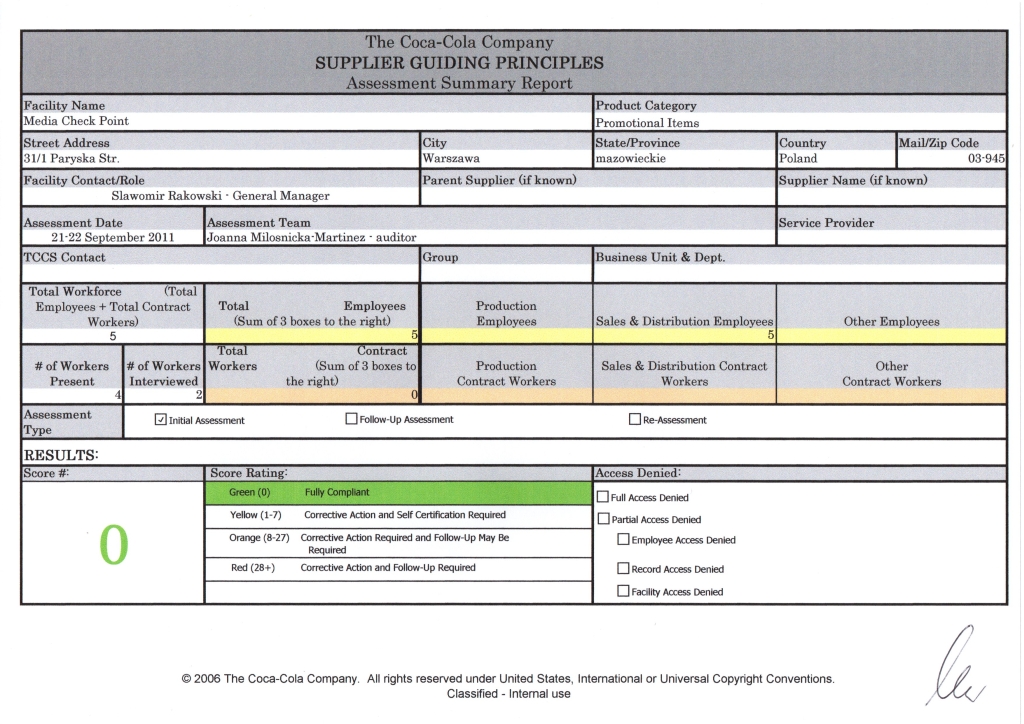 The Coca-Cola Company
SUPPLIER GUIDING PRINCIPLES
Assessment Summary Report
Facility Name
Media Check Point
Product Category
Promotional Items
Street Address
31/1 Paryska Str.
City
Warszawa
State/Province
mazowieckie
Country
Poland
Mail/Zip Code
03-945
Facility Contact/Role
Slawomir Rakowski - General Manager
Parent Supplier (if known)
Supplier Name (if known)
Assessment Date
21-22 September 2011
Assessment Team
Joanna Milosnicka-Martinez - auditor
Service Provider
TCCS Contact
Group
Business Unit & Dept.
Total Workforce (Total
Employees + Total Contract
Workers)
5
Total Employees
(Sum of 3 boxes to the right)
5
Production
Employees
Sales & Distribution Employees
5
Other Employees
# of Workers
Present
4
# of Workers
Interviewed
2
Total Contract
Workers (Sum of 3 boxes to
the right)
0
Production
Contract Workers
Sales & Distribution Contract
Workers
Other
Contract Workers
Assessment
Type
Initial Assessment
Follow-Up Assessment
Re-Assessment
RESULTS:
Score #:
0
Score Rating:
Green (0) Fully Compliant
Yellow (1-7) Corrective Action and Self Certification Required
Orange (8-27) Corrective Action Required and Follow-Up May Be
Required
Red (28+) Corrective Action and Follow-Up Required
Access Denied:
Full Access Denied
Partial Access Denied
Employee Access Denied
Record Access Denied
Facility Access Denied
© 2006 The Coca-Cola Company. All rights reserved under United States, International or Universal Copyright Conventions.
Classified - Internal use